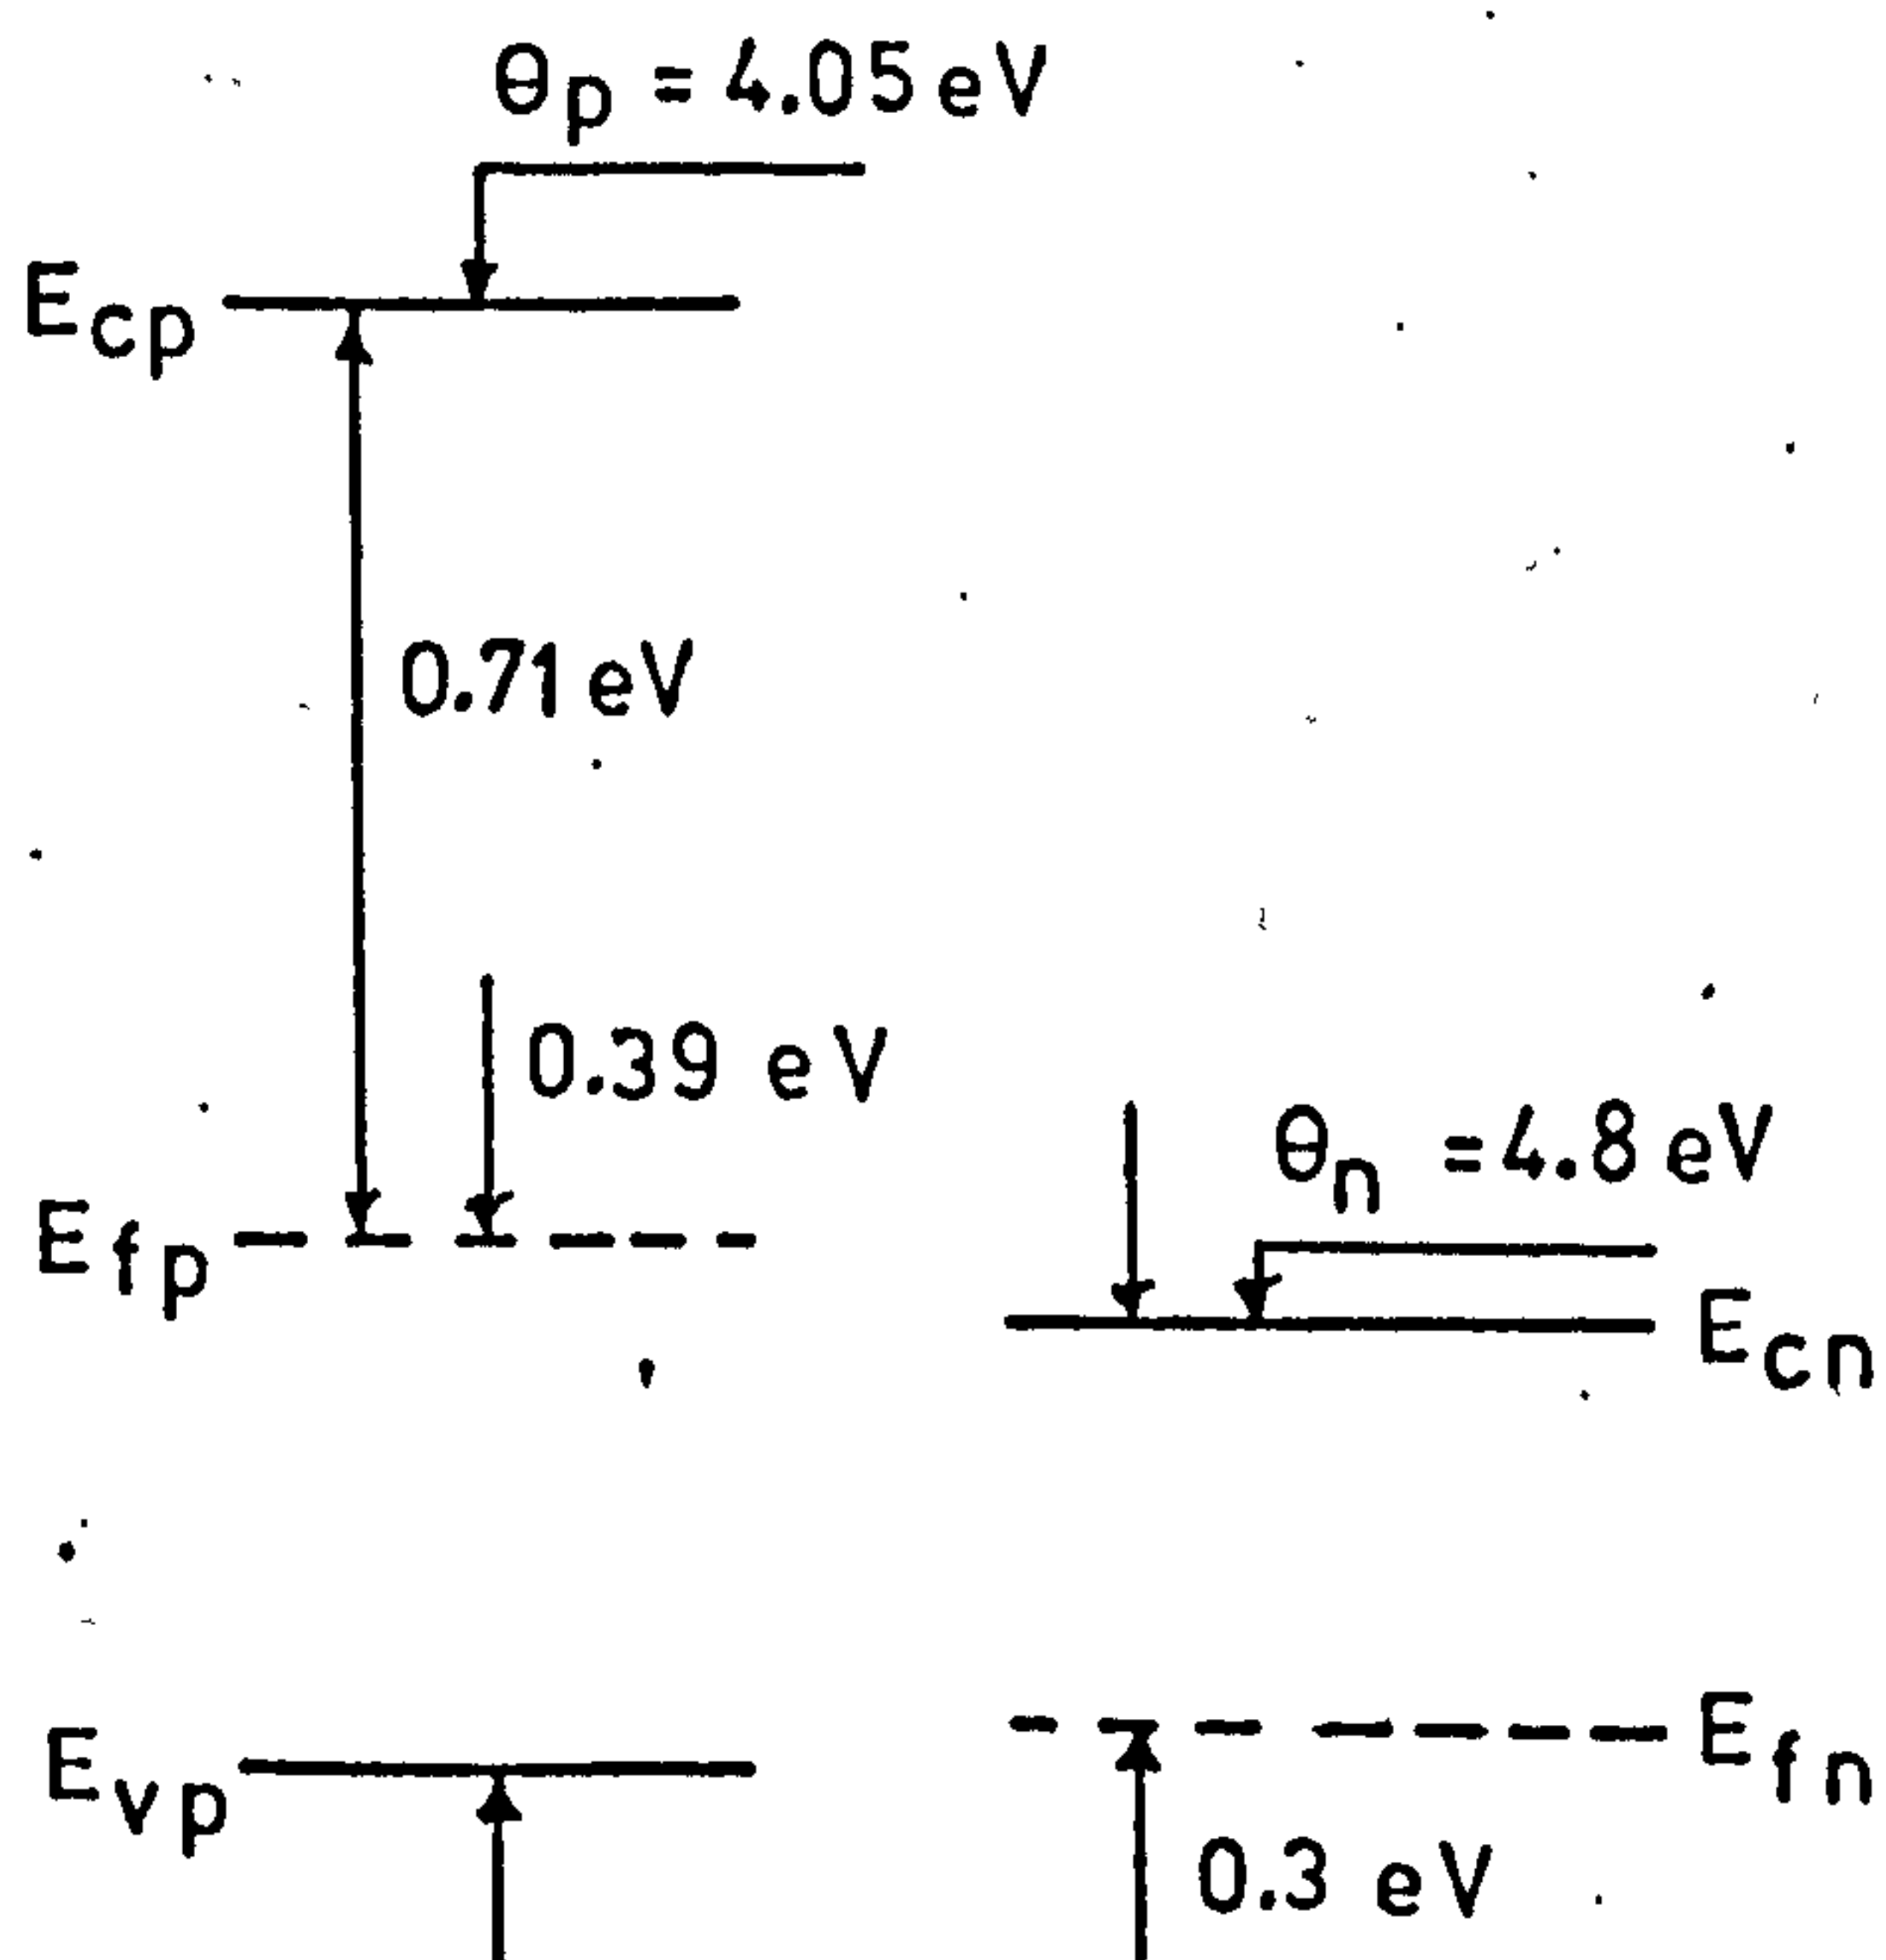 θp = 4.05 eV
Ecp
0.71 eV
0.39 eV
θn = 4.8 eV
Efp
Ecn
Evp
Efn
0.3 eV